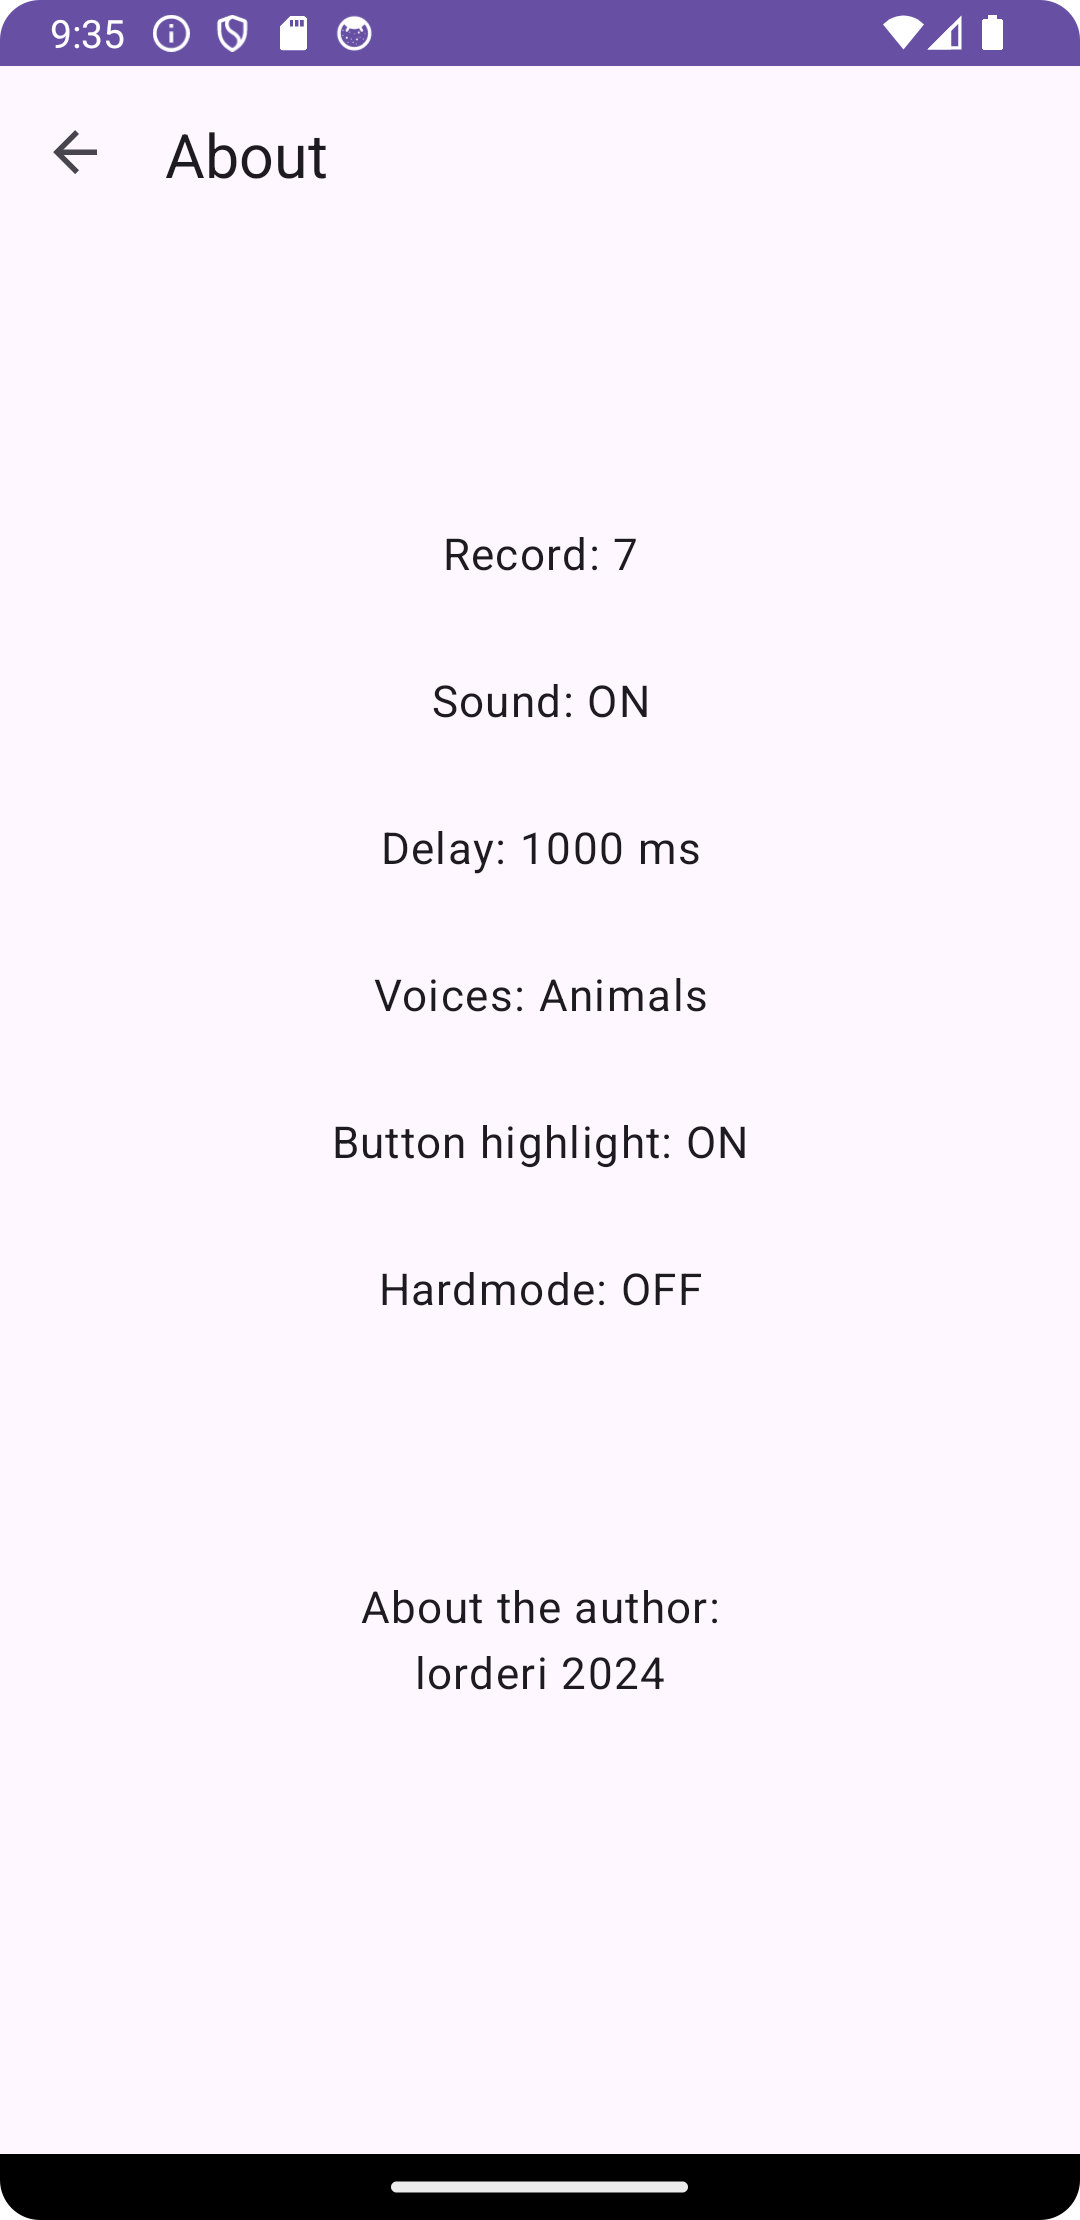 9:35
About
Record: 7
Sound: ON
Delay: 1000 ms
Voices: Animals
Button highlight: ON
Hardmode: OFF
About the author:
lorderi 2024